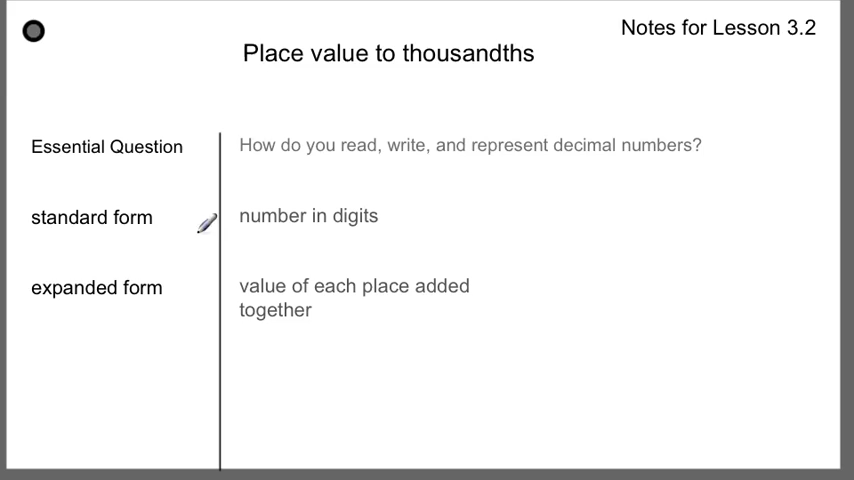 Notes for Lesson 3.2
Place value to thousandths
Essential Question
How do you read, write, and represent decimal numbers?
standard form
number in digits
expanded form
value of each place added
together